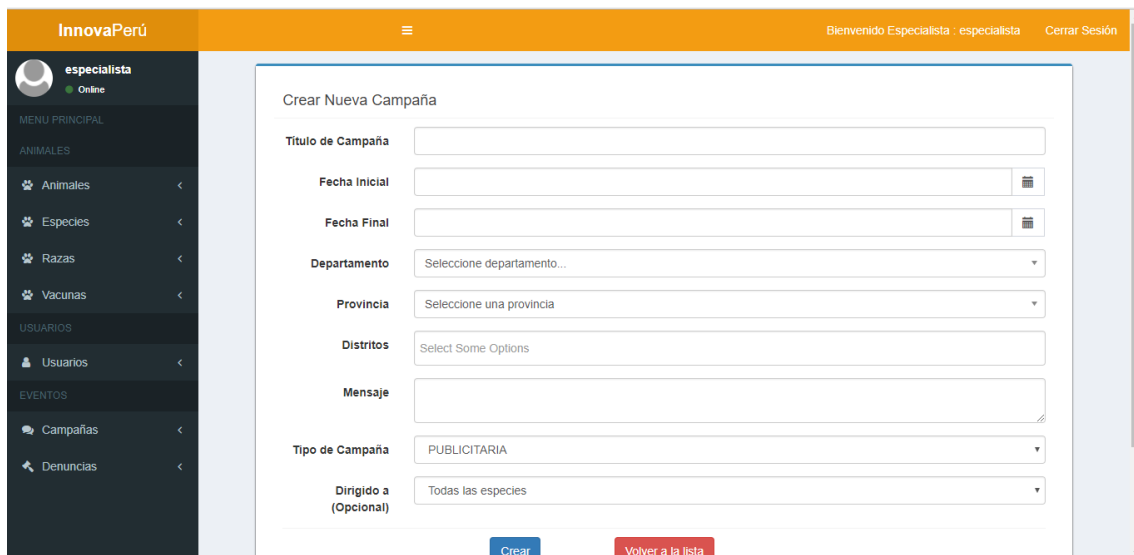 InnovaPerú
Bienvenido Especialista : especialista
Cerrar Sesión
especialista
Online
MENU PRINCIPAL
ANIMALES
Animales
Especies
Razas
Vacunas
USUARIOS
Usuarios
EVENTOS
Campañas
Denuncias
Crear Nueva Campaña
Título de Campaña
Fecha Inicial
Fecha Final
Departamento
Seleccione departamento...
Provincia
Seleccione una provincia
Distritos
Select Some Options
Mensaje
Tipo de Campaña
PUBLICITARIA
Dirigido a
(Opcional)
Todas las especies
Crear
Volver a la lista